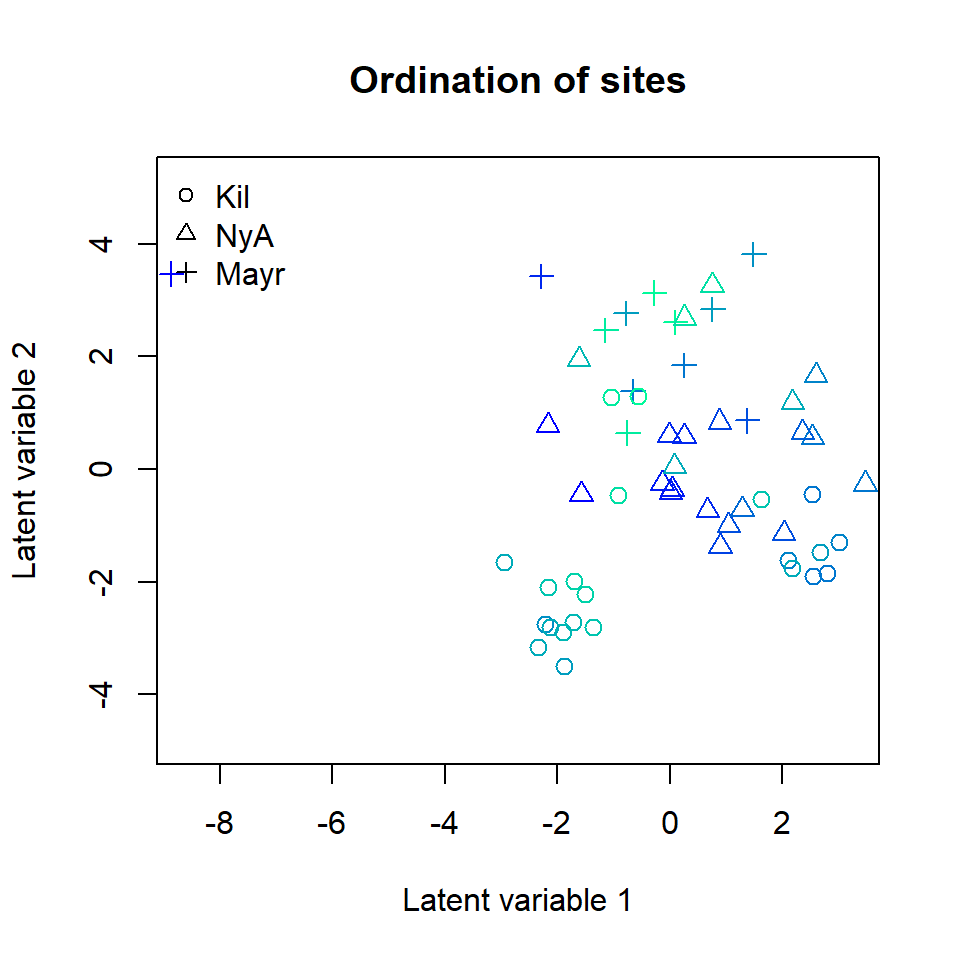 Ordination of sites
Kil
NyA
Mayr
Latent variable 2
4
2
0
-2
-4
-8 -6 -4 -2 0 2
Latent variable 1